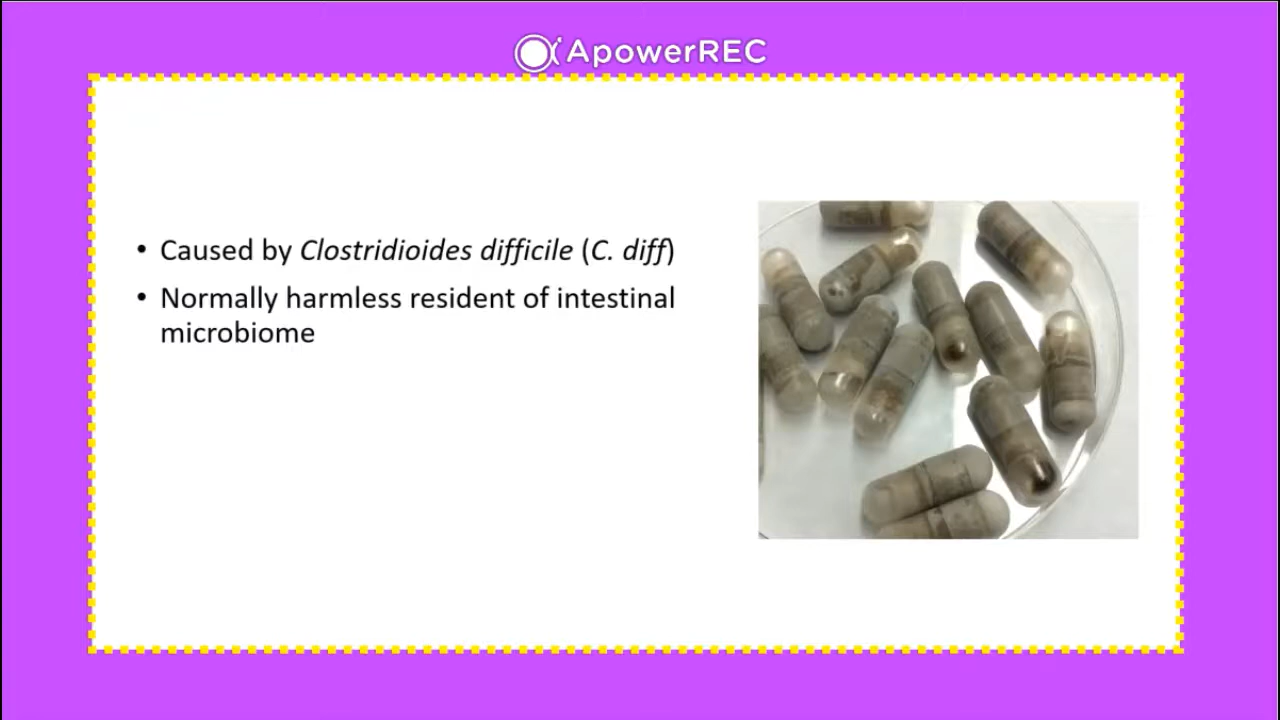 ApowerREC
• Caused by Clostridioides difficile (C. diff)
• Normally harmless resident of intestinal
microbiome